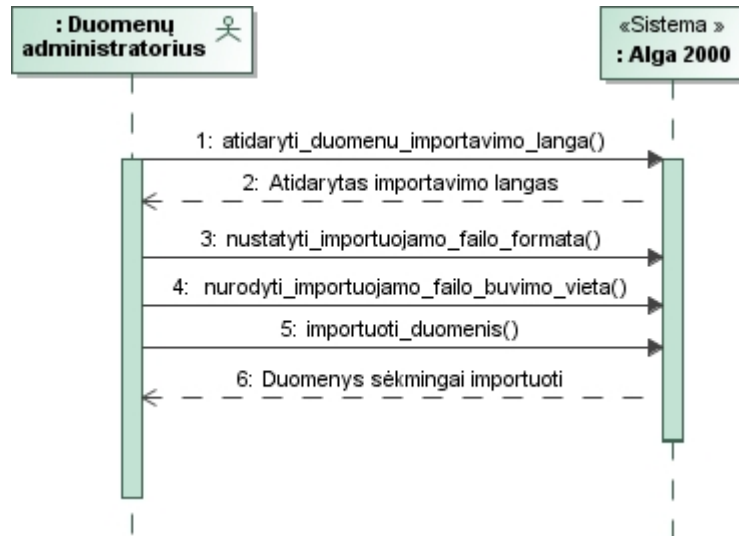 : Duomenų
administratorius
«Sistema »
: Alga 2000
1: atidaryti_duomenu_importavimo_langa()
2: Atidarytas importavimo langas
3: nustatyti_importuojamo_failo_formata()
4: nurodyti_importuojamo_failo_buvimo_vieta()
5: importuoti_duomenis()
6: Duomenys sėkmingai importuoti